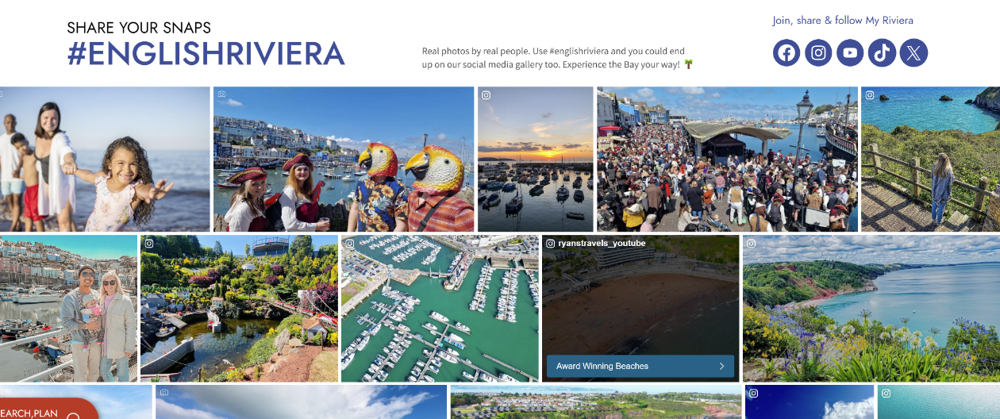 SHARE YOUR SNAPS
#ENGLISHRIVIERA
Real photos by real people. Use #englishriviera and you could end
up on our social media gallery too. Experience the Bay your way! 🌴
Join, share & follow My Riviera
ryanstravels_youtube
Award Winning Beaches
EARCH,PLAN